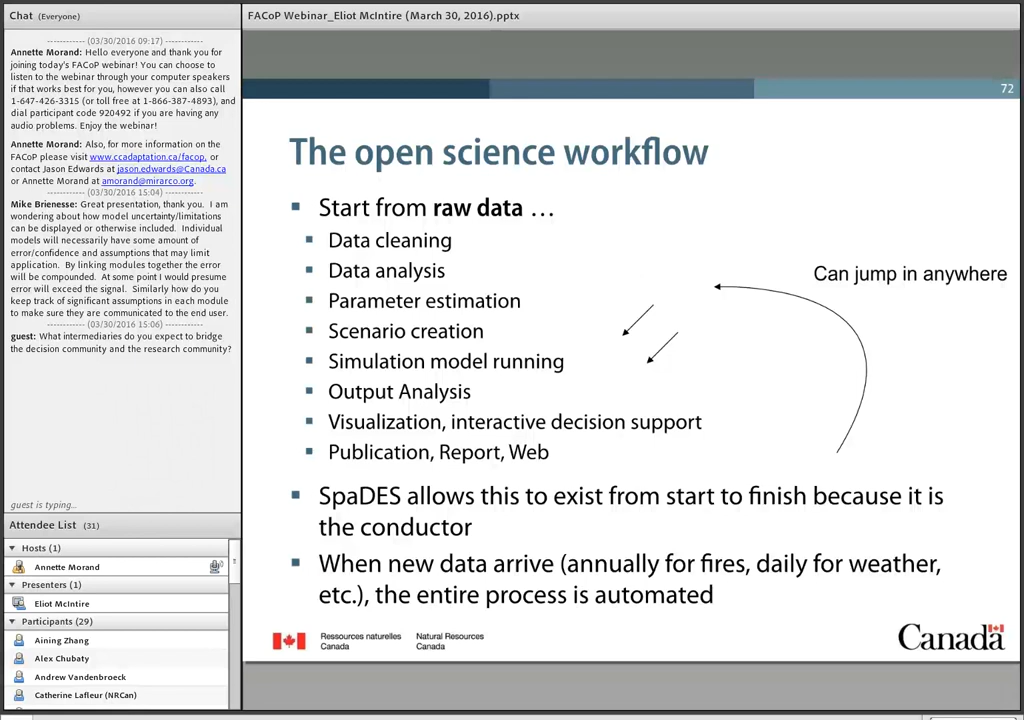 Chat (Everyone)
------------ (03/30/2016 09:17) ------------
Annette Morand: Hello everyone and thank you for
joining today's FACoP webinar! You can choose to
listen to the webinar through your computer speakers
if that works best for you, however you can also call
1-647-426-3315 (or toll free at 1-866-387-4893), and
dial participant code 920492 if you are having any
audio problems. Enjoy the webinar!
Annette Morand: Also, for more information on the
FACoP please visit www.ccadaptation.ca/facop, or
contact Jason Edwards at jason.edwards@Canada.ca
or Annette Morand at amorand@mirarco.org.
------------ (03/30/2016 15:04) ------------
Mike Brienesse: Great presentation, thank you. I am
wondering about how model uncertainty/limitations
can be displayed or otherwise included. Individual
models will necessarily have some amount of
error/confidence and assumptions that may limit
application. By linking modules together the error
will be compounded. At some point I would presume
error will exceed the signal. Similarly how do you
keep track of significant assumptions in each module
to make sure they are communicated to the end user.
------------ (03/30/2016 15:06) ------------
guest: What intermediaries do you expect to bridge
the decision community and the research community?
guest is typing...
Attendee List (31)
Hosts (1)
Annette Morand
Presenters (1)
Eliot McIntire
Participants (29)
Aining Zhang
Alex Chubaty
Andrew Vandenbroeck
Catherine Lafleur (NRCan)
FACoP Webinar_Eliot McIntire (March 30, 2016).pptx
72
The open science workflow
Start from raw data …
Data cleaning
Data analysis
Parameter estimation
Scenario creation
Simulation model running
Output Analysis
Visualization, interactive decision support
Publication, Report, Web
Can jump in anywhere
SpaDES allows this to exist from start to finish because it is
the conductor
When new data arrive (annually for fires, daily for weather,
etc.), the entire process is automated
Ressources naturelles Natural Resources
Canada Canada
Canada